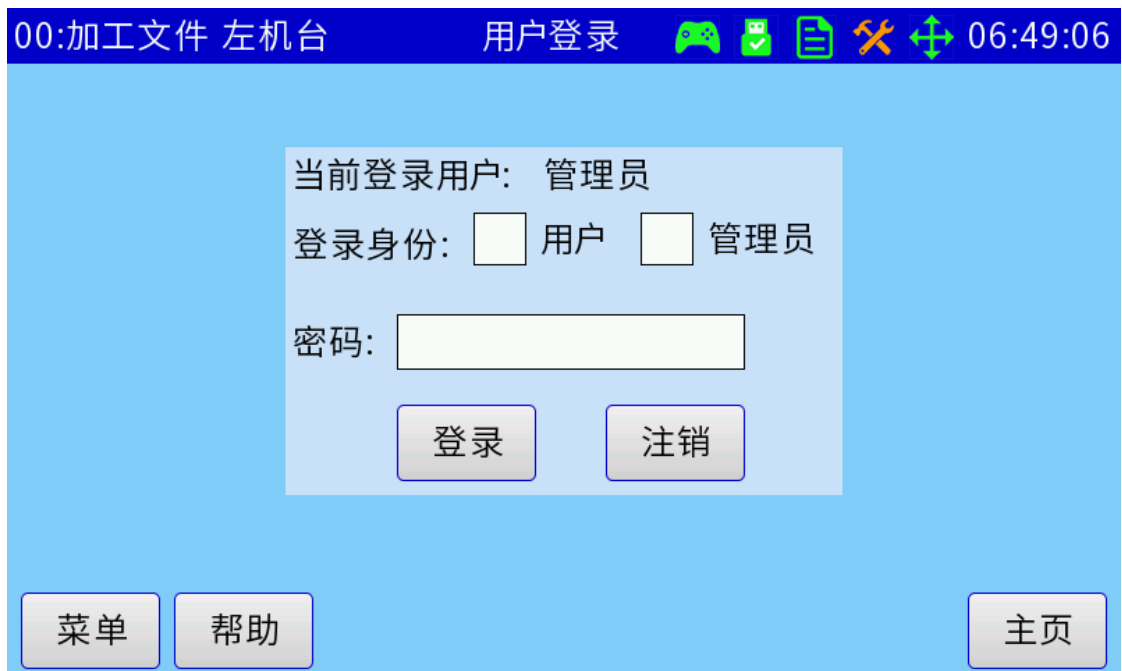 00:加工文件 左机台 用户登录 06:49:06
当前登录用户: 管理员
登录身份: 用户 管理员
密码:
登录 注销
菜单 帮助 主页